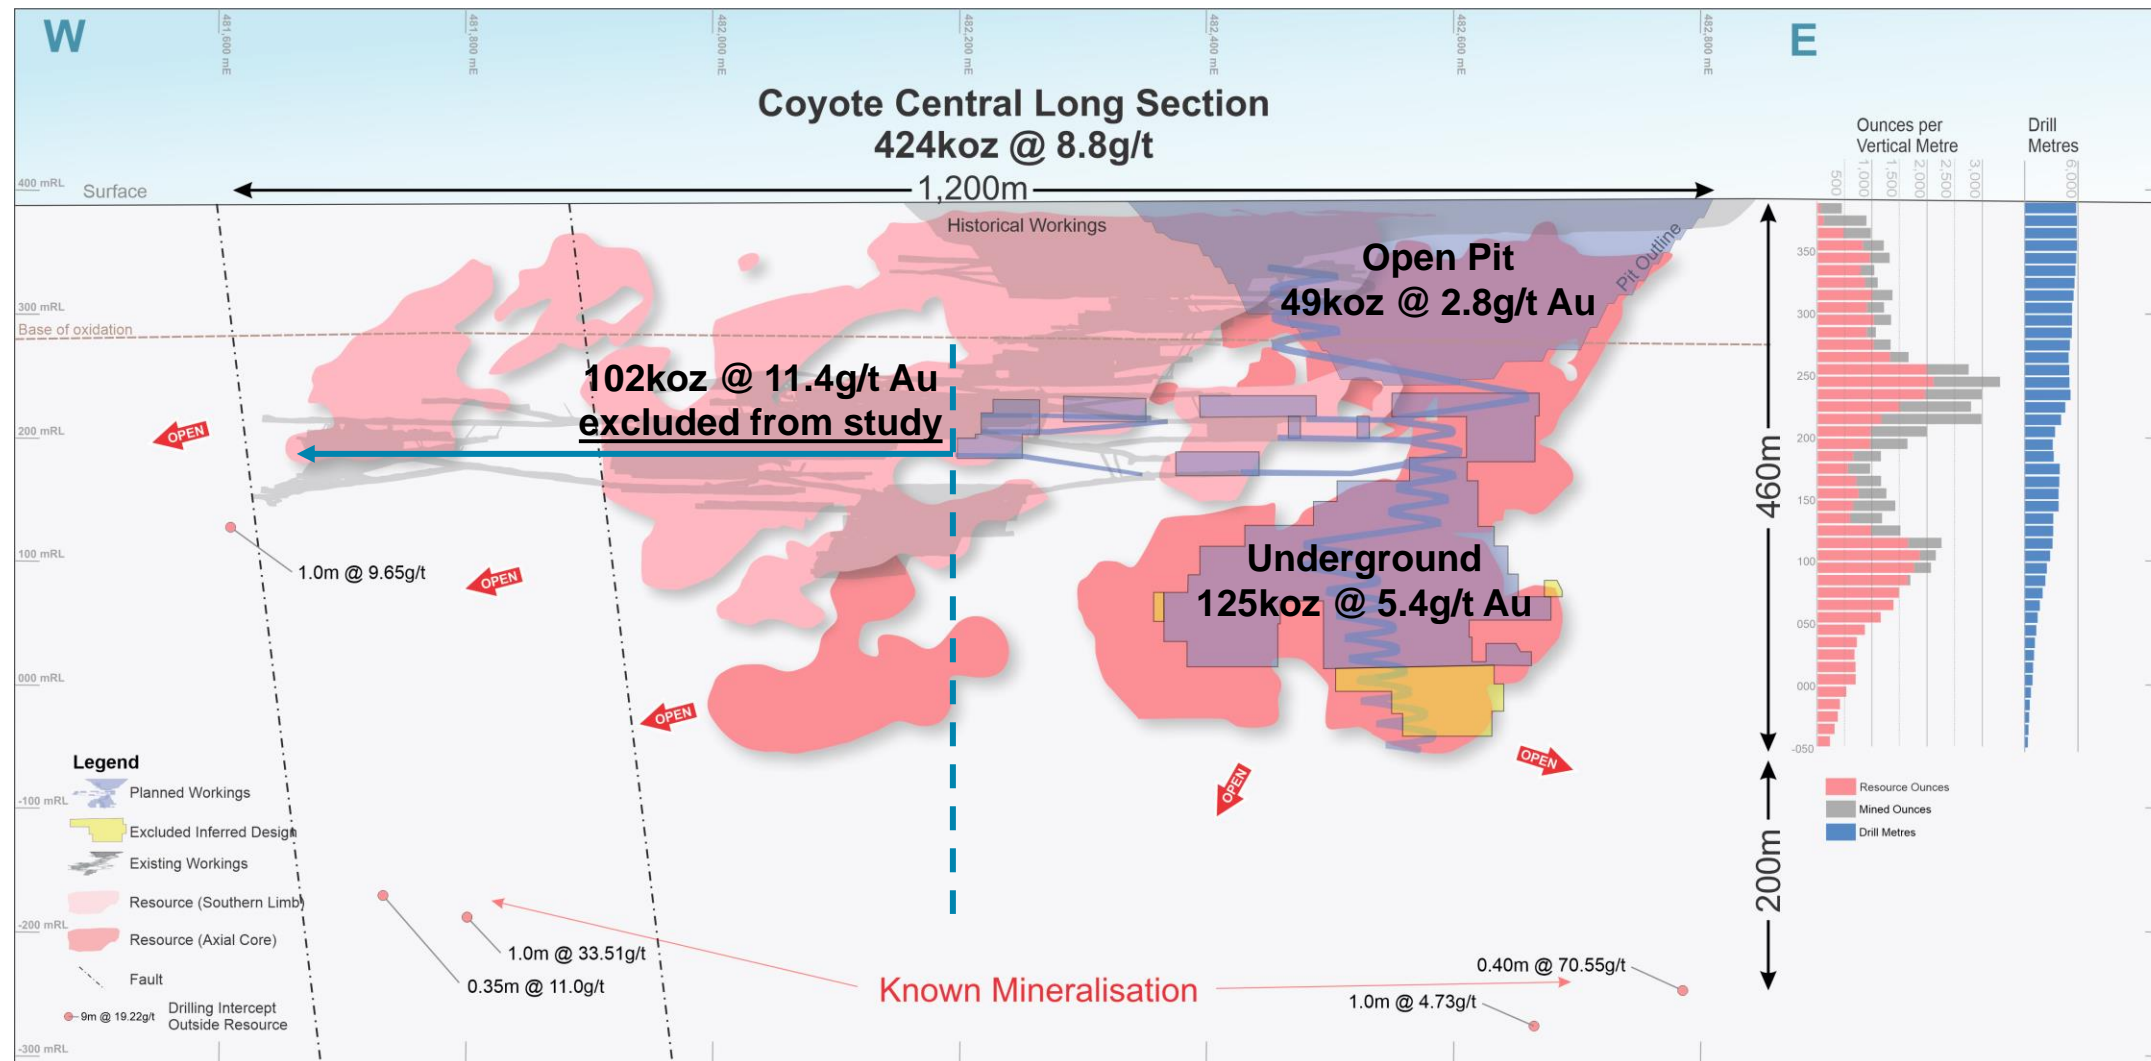 W
E
481,600 mE
481,800 mE
482,000 mE
482,200 mE
482,400 mE
482,600 mE
482,800 mE
Coyote Central Long Section
424koz @ 8.8g/t
1,200m
400 mRL
Surface
Historical Workings
Pit Outline
Open Pit
49koz @ 2.8g/t Au
300 mRL
Base of oxidation
102koz @ 11.4g/t Au
excluded from study
200 mRL
OPEN
1.0m @ 9.65g/t
100 mRL
OPEN
Underground
125koz @ 5.4g/t Au
000 mRL
OPEN
OPEN
OPEN
460m
200m
Legend
Planned Workings
-100 mRL
Excluded Inferred Design
Existing Workings
Resource (Southern Limb)
-200 mRL
Resource (Axial Core)
Fault
9m @ 19.22g/t
Drilling Intercept
Outside Resource
-300 mRL
1.0m @ 33.51g/t
0.35m @ 11.0g/t
Known Mineralisation
0.40m @ 70.55g/t
1.0m @ 4.73g/t
Ounces per
Vertical Metre
500
1,000
1,500
2,000
2,500
3,000
Drill
Metres
6,000
350
300
250
200
150
100
050
000
-050
Resource Ounces
Mined Ounces
Drill Metres